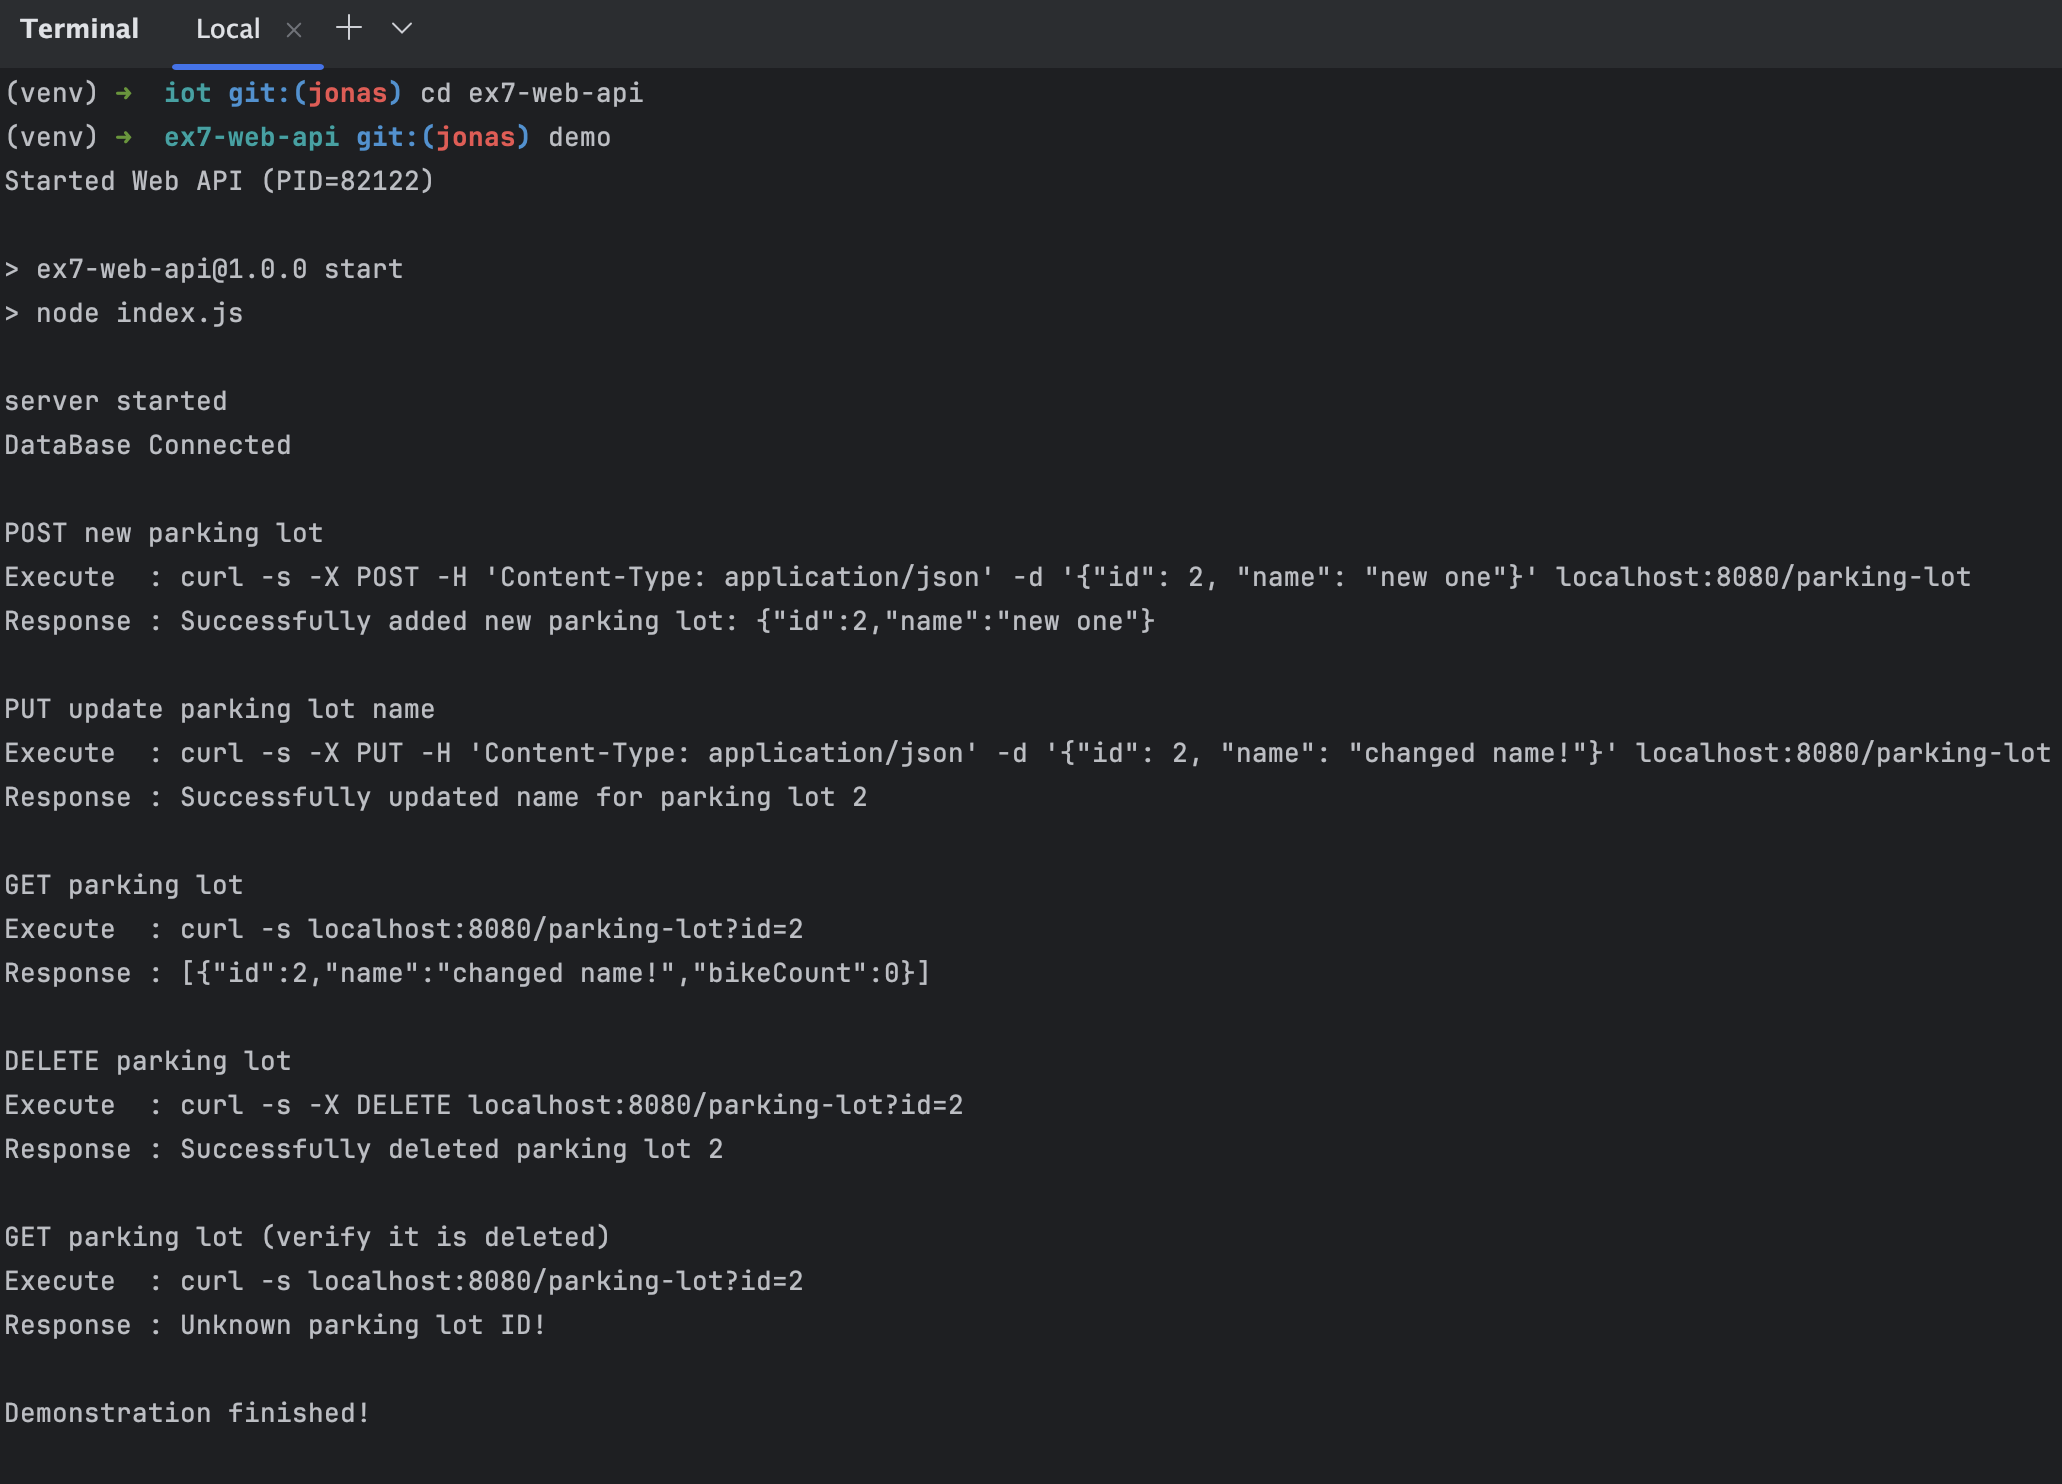 Terminal Local × + ⌄
(venv) ➜ iot git:(jonas) cd ex7-web-api
(venv) ➜ ex7-web-api git:(jonas) demo
Started Web API (PID=82122)
> ex7-web-api@1.0.0 start
> node index.js
server started
DataBase Connected
POST new parking lot
Execute  : curl -s -X POST -H 'Content-Type: application/json' -d '{"id": 2, "name": "new one"}' localhost:8080/parking-lot
Response : Successfully added new parking lot: {"id":2,"name":"new one"}
PUT update parking lot name
Execute  : curl -s -X PUT -H 'Content-Type: application/json' -d '{"id": 2, "name": "changed name!"}' localhost:8080/parking-lot
Response : Successfully updated name for parking lot 2
GET parking lot
Execute  : curl -s localhost:8080/parking-lot?id=2
Response : [{"id":2,"name":"changed name!","bikeCount":0}]
DELETE parking lot
Execute  : curl -s -X DELETE localhost:8080/parking-lot?id=2
Response : Successfully deleted parking lot 2
GET parking lot (verify it is deleted)
Execute  : curl -s localhost:8080/parking-lot?id=2
Response : Unknown parking lot ID!
Demonstration finished!